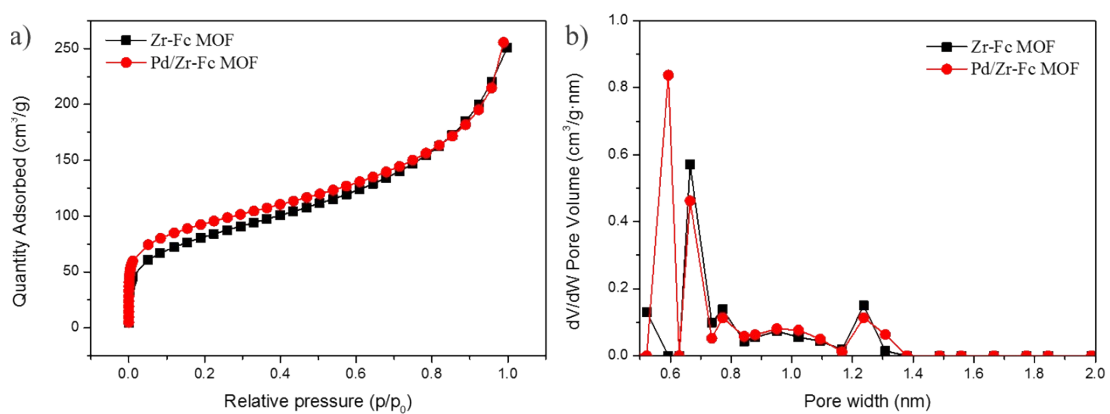 a)
Zr-Fc MOF
Pd/Zr-Fc MOF
250
200
150
100
50
0
Quantity Adsorbed (cm³/g)
0.0 0.2 0.4 0.6 0.8 1.0
Relative pressure (p/p₀)
b)
Zr-Fc MOF
Pd/Zr-Fc MOF
1.0
0.8
0.6
0.4
0.2
0.0
dV/dW Pore Volume (cm³/g·nm)
0.6 0.8 1.0 1.2 1.4 1.6 1.8 2.0
Pore width (nm)